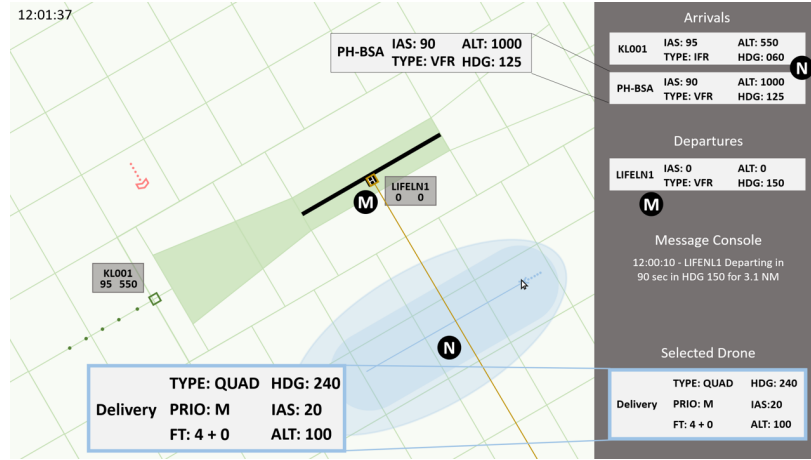 12:01:37
PH-BSA IAS: 90 ALT: 1000
TYPE: VFR HDG: 125
LIFELN1
0 0
M
KL001
95 550
N
Delivery TYPE: QUAD HDG: 240
PRIO: M IAS: 20
FT: 4 + 0 ALT: 100
Arrivals
KL001 IAS: 95 ALT: 550
TYPE: IFR HDG: 060
N
PH-BSA IAS: 90 ALT: 1000
TYPE: VFR HDG: 125
Departures
LIFELN1 IAS: 0 ALT: 0
TYPE: VFR HDG: 150
M
Message Console
12:00:10 - LIFENL1 Departing in
90 sec in HDG 150 for 3.1 NM
Selected Drone
TYPE: QUAD HDG: 240
Delivery PRIO: M IAS:20
FT: 4 + 0 ALT: 100
H